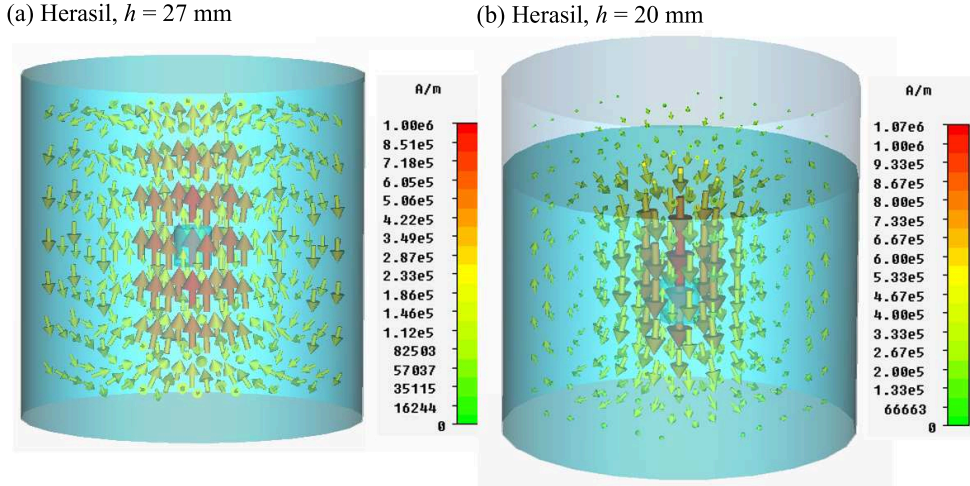 (a) Herasil, h = 27 mm
(b) Herasil, h = 20 mm
A/m
1.00e6
8.51e5
7.18e5
6.05e5
5.06e5
4.22e5
3.49e5
2.87e5
2.33e5
1.86e5
1.46e5
1.12e5
82503
57037
35115
16244
0
A/m
1.07e6
1.00e6
9.33e5
8.67e5
8.00e5
7.33e5
6.67e5
6.00e5
5.33e5
4.67e5
4.00e5
3.33e5
2.67e5
2.00e5
1.33e5
66663
0